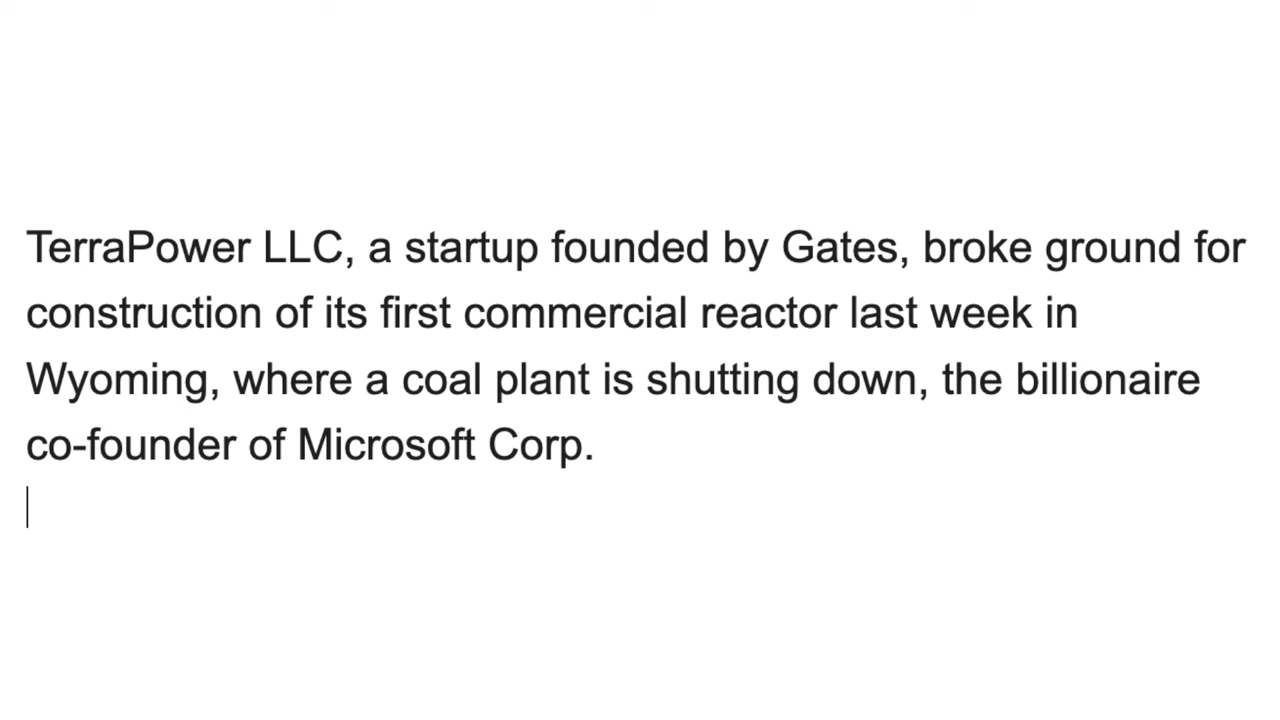 TerraPower LLC, a startup founded by Gates, broke ground for
construction of its first commercial reactor last week in
Wyoming, where a coal plant is shutting down, the billionaire
co-founder of Microsoft Corp.